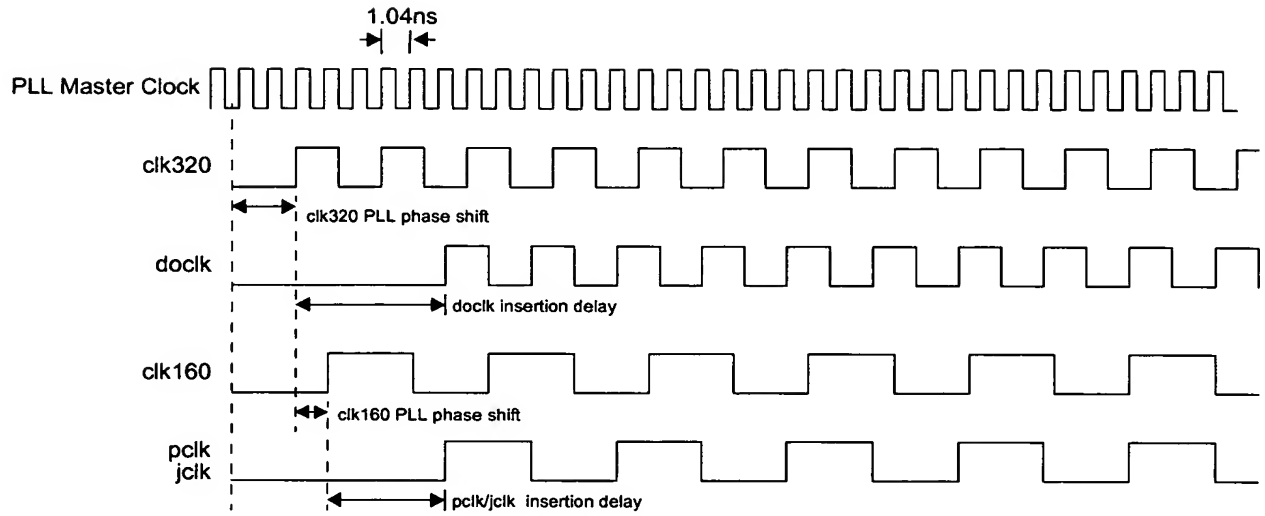 1.04ns
PLL Master Clock
clk320
clk320 PLL phase shift
doclk
doclk insertion delay
clk160
clk160 PLL phase shift
pclk
jclk
pclk/jclk insertion delay